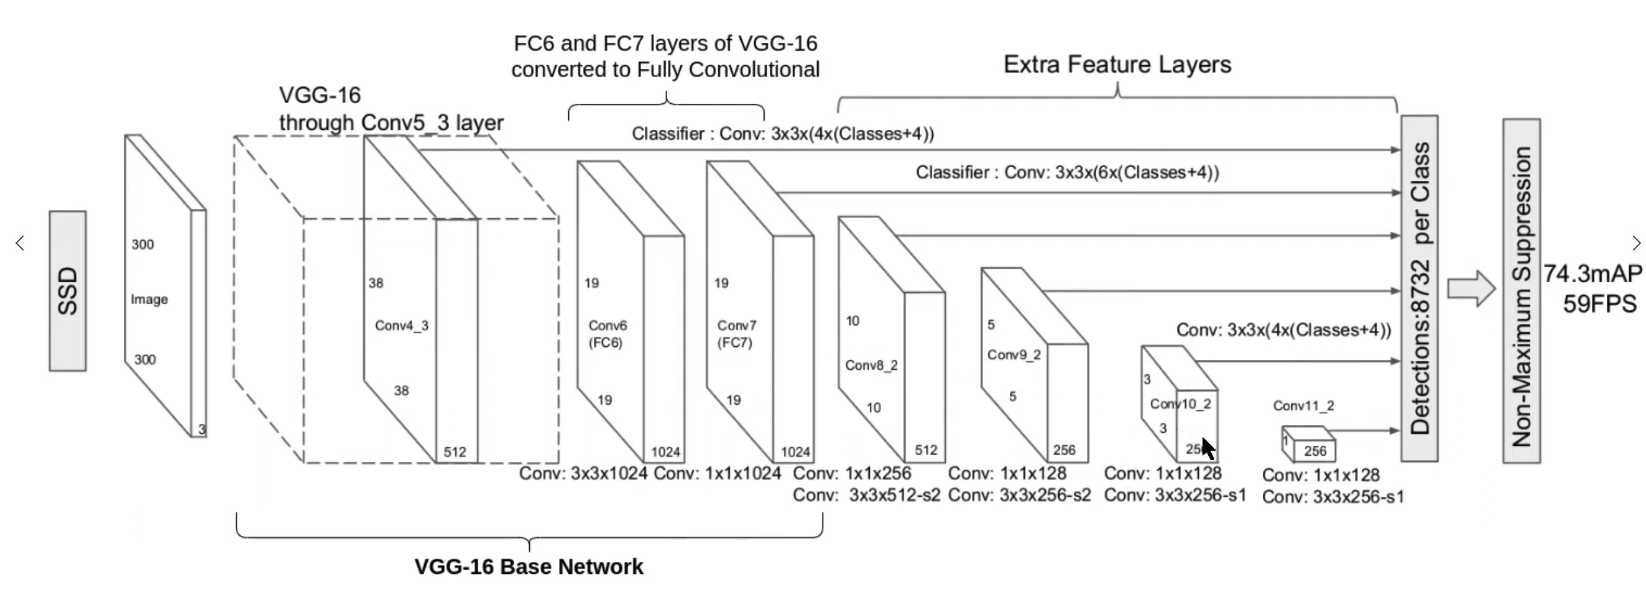 FC6 and FC7 layers of VGG-16
converted to Fully Convolutional
Extra Feature Layers
VGG-16
through Conv5_3 layer
Classifier : Conv: 3x3x(4x(Classes+4))
Classifier : Conv: 3x3x(6x(Classes+4))
Conv: 3x3x(4x(Classes+4))
SSD
300
Image
300
3
38
Conv4_3
38
512
19
Conv6
(FC6)
19
1024
19
Conv7
(FC7)
19
1024
10
Conv8_2
10
512
5
Conv9_2
5
256
3
Conv10_2
3
Conv11_2
1
256
Detections:8732 per Class
Non-Maximum Suppression
74.3mAP
59FPS
Conv: 3x3x1024
Conv: 1x1x1024
Conv: 1x1x256
Conv: 3x3x512-s2
Conv: 1x1x128
Conv: 3x3x256-s2
Conv: 1x1x128
Conv: 3x3x256-s1
Conv: 1x1x128
Conv: 3x3x256-s1
VGG-16 Base Network